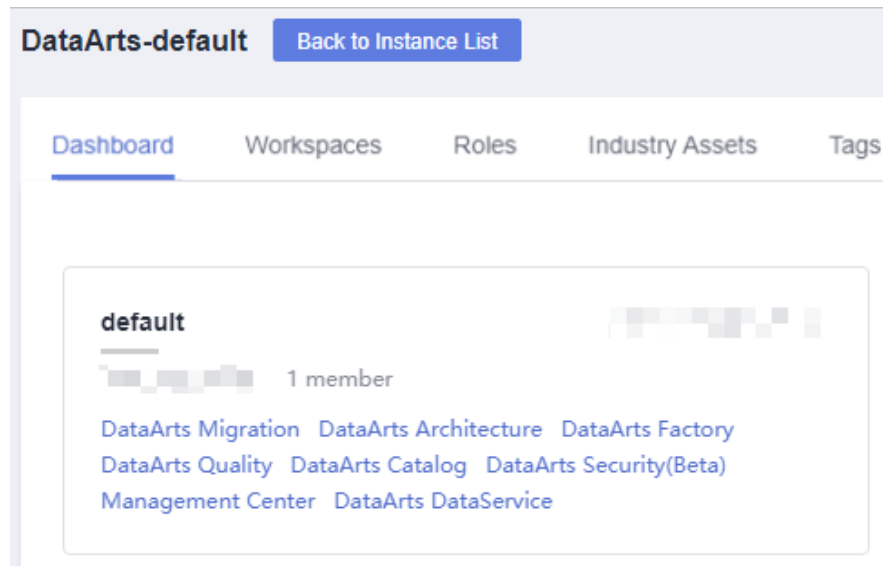 DataArts-default Back to Instance List
Dashboard Workspaces Roles Industry Assets Tags
default
1 member
DataArts Migration DataArts Architecture DataArts Factory
DataArts Quality DataArts Catalog DataArts Security(Beta)
Management Center DataArts DataService